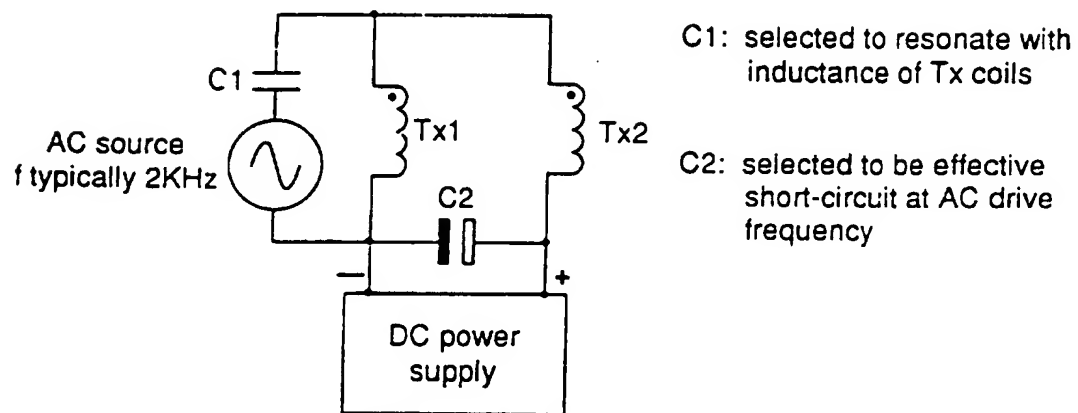 C1: selected to resonate with
inductance of Tx coils
C1
Tx1
Tx2
AC source
f typically 2KHz
C2: selected to be effective
short-circuit at AC drive
frequency
C2
— +
DC power
supply